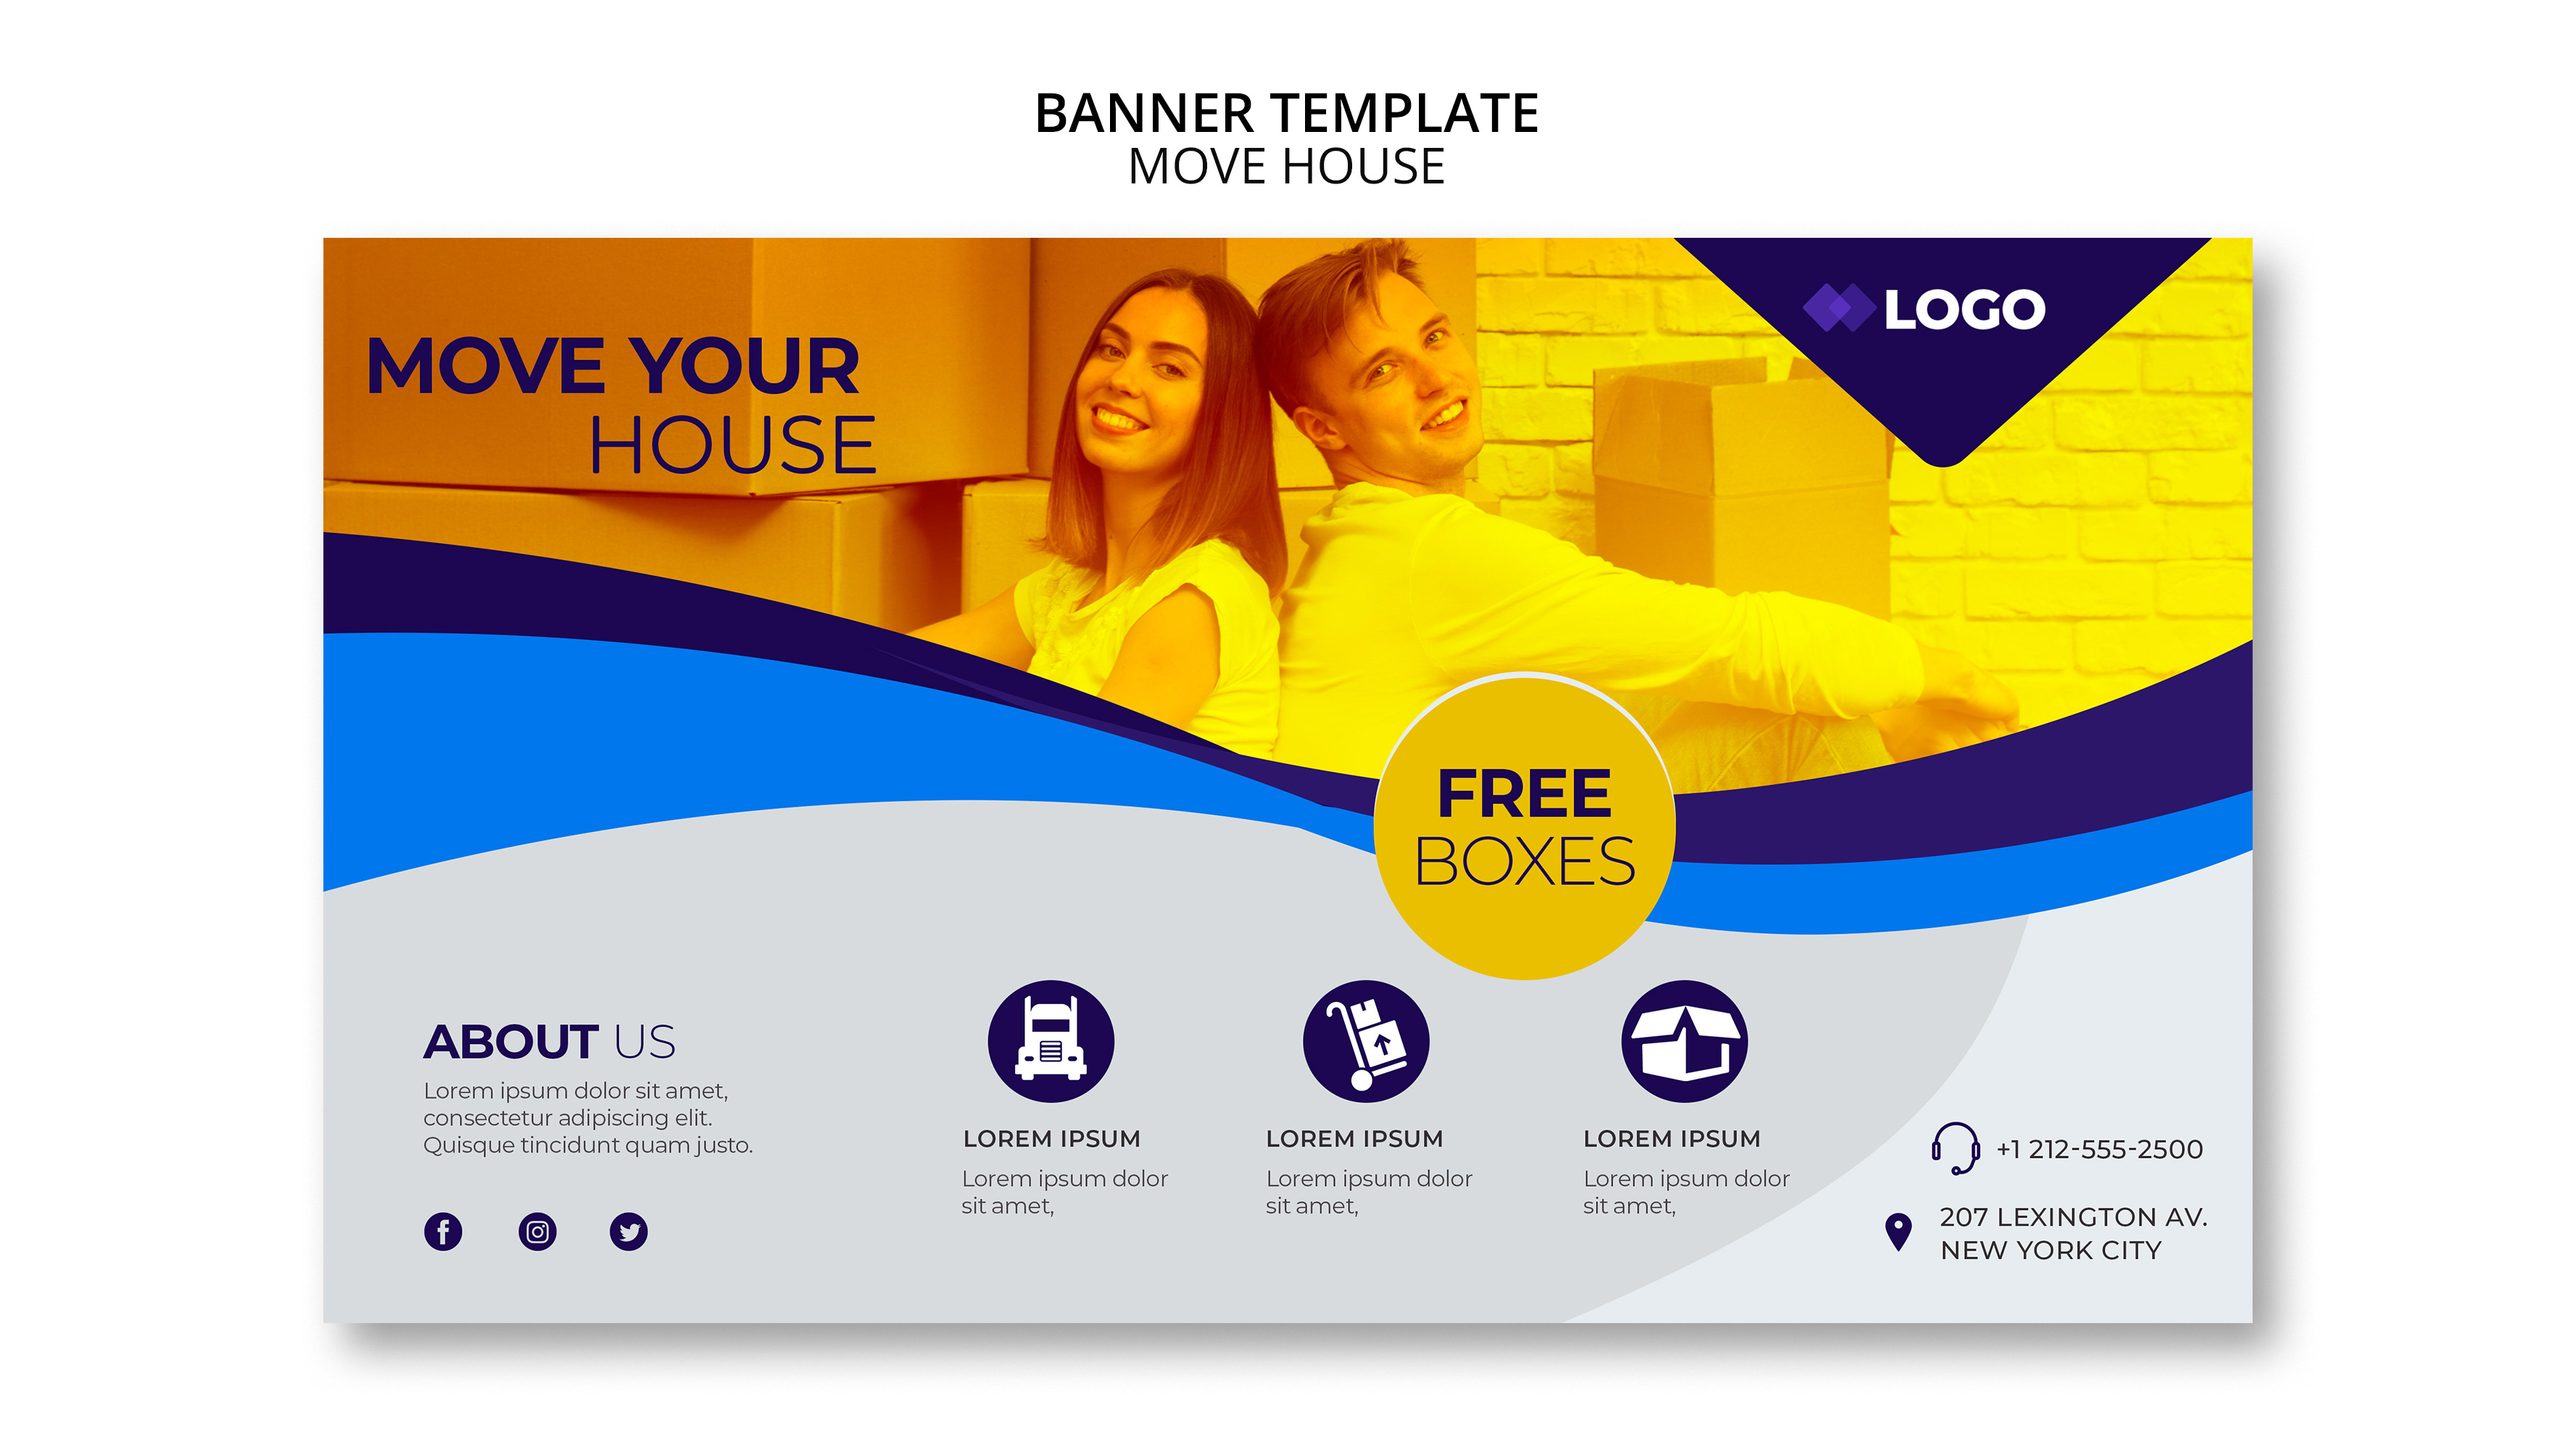 BANNER TEMPLATE
MOVE HOUSE
MOVE YOUR
HOUSE
LOGO
FREE
BOXES
ABOUT US
Lorem ipsum dolor sit amet,
consectetur adipiscing elit.
Quisque tincidunt quam justo.
LOREM IPSUM
Lorem ipsum dolor
sit amet,
LOREM IPSUM
Lorem ipsum dolor
sit amet,
LOREM IPSUM
Lorem ipsum dolor
sit amet,
+1 212-555-2500
207 LEXINGTON AV.
NEW YORK CITY